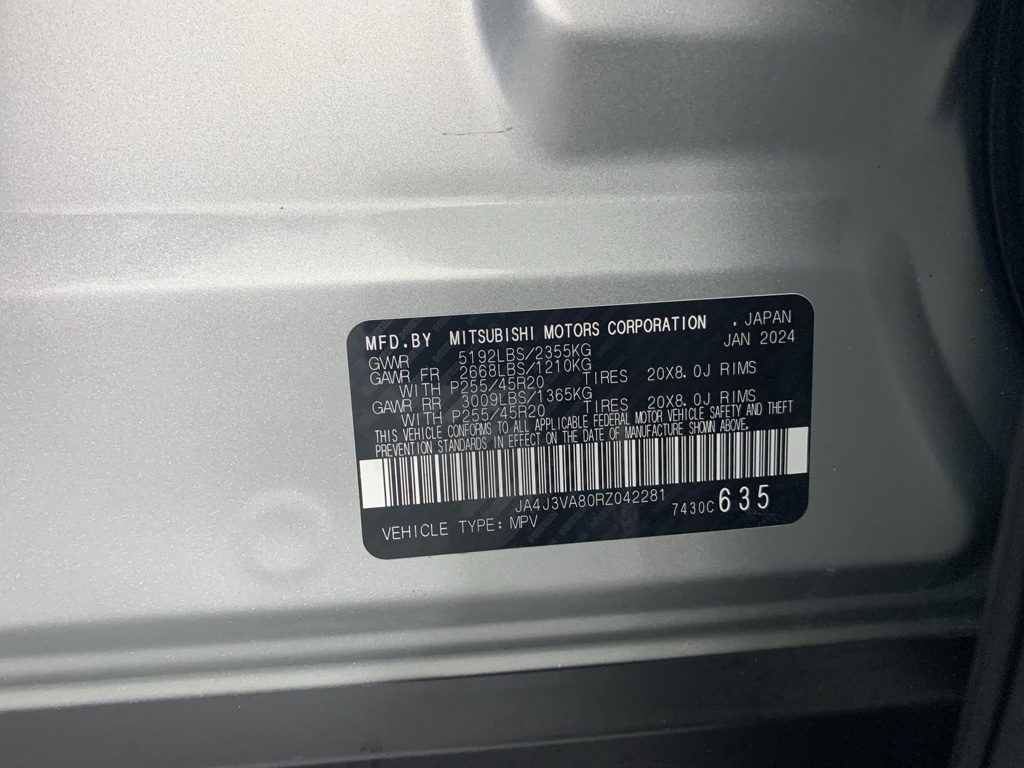 MFD.BY MITSUBISHI MOTORS CORPORATION . JAPAN
JAN 2024
GVWR 5192LBS/2355KG
GAWR FR 2668LBS/1210KG
WITH P255/45R20 TIRES 20X8.0J RIMS
GAWR RR 3009LBS/1365KG
WITH P255/45R20 TIRES 20X8.0J RIMS
THIS VEHICLE CONFORMS TO ALL APPLICABLE FEDERAL MOTOR VEHICLE SAFETY AND THEFT
PREVENTION STANDARDS IN EFFECT ON THE DATE OF MANUFACTURE SHOWN ABOVE.
JA4J3VA80RZ042281
7430C 635
VEHICLE TYPE: MPV